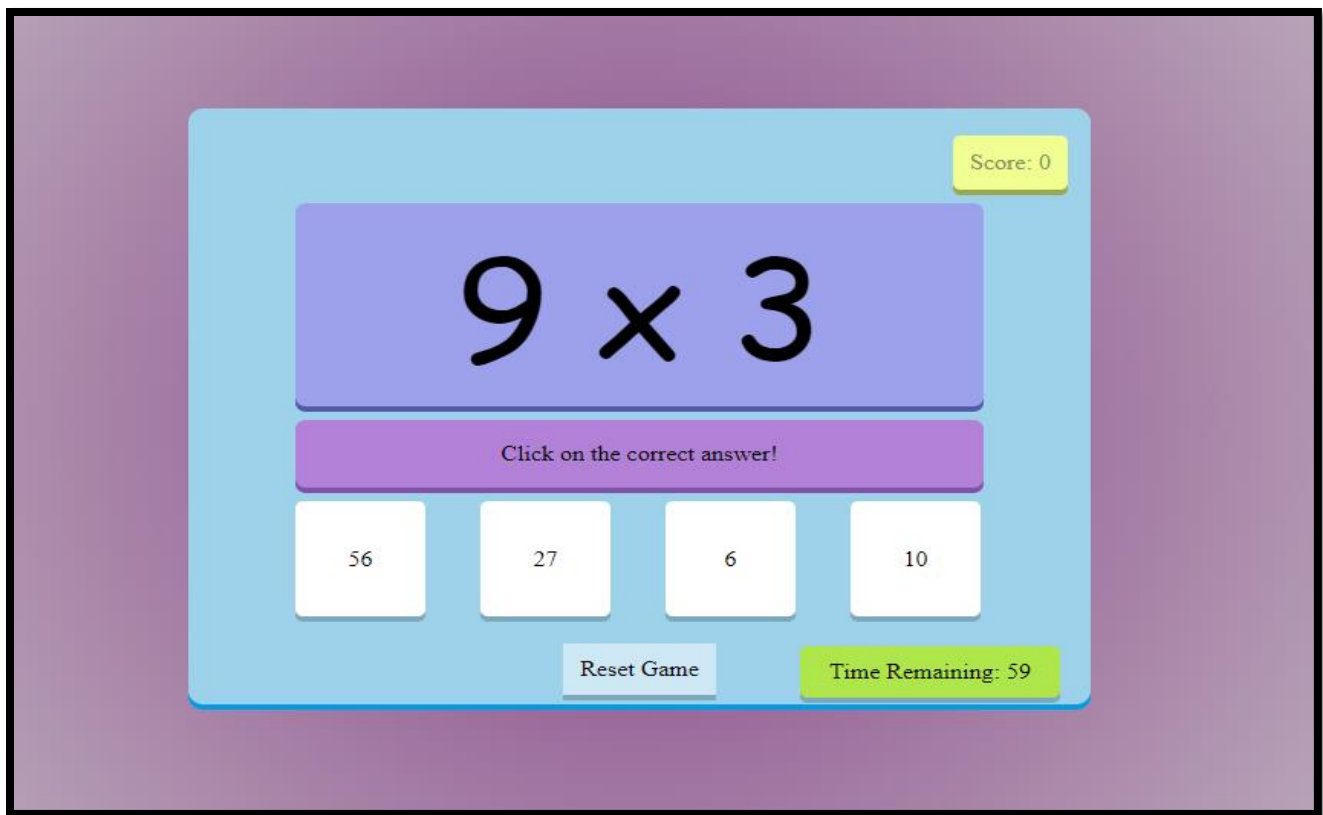 Score: 0
9 x 3
Click on the correct answer!
56 27 6 10
Reset Game
Time Remaining: 59